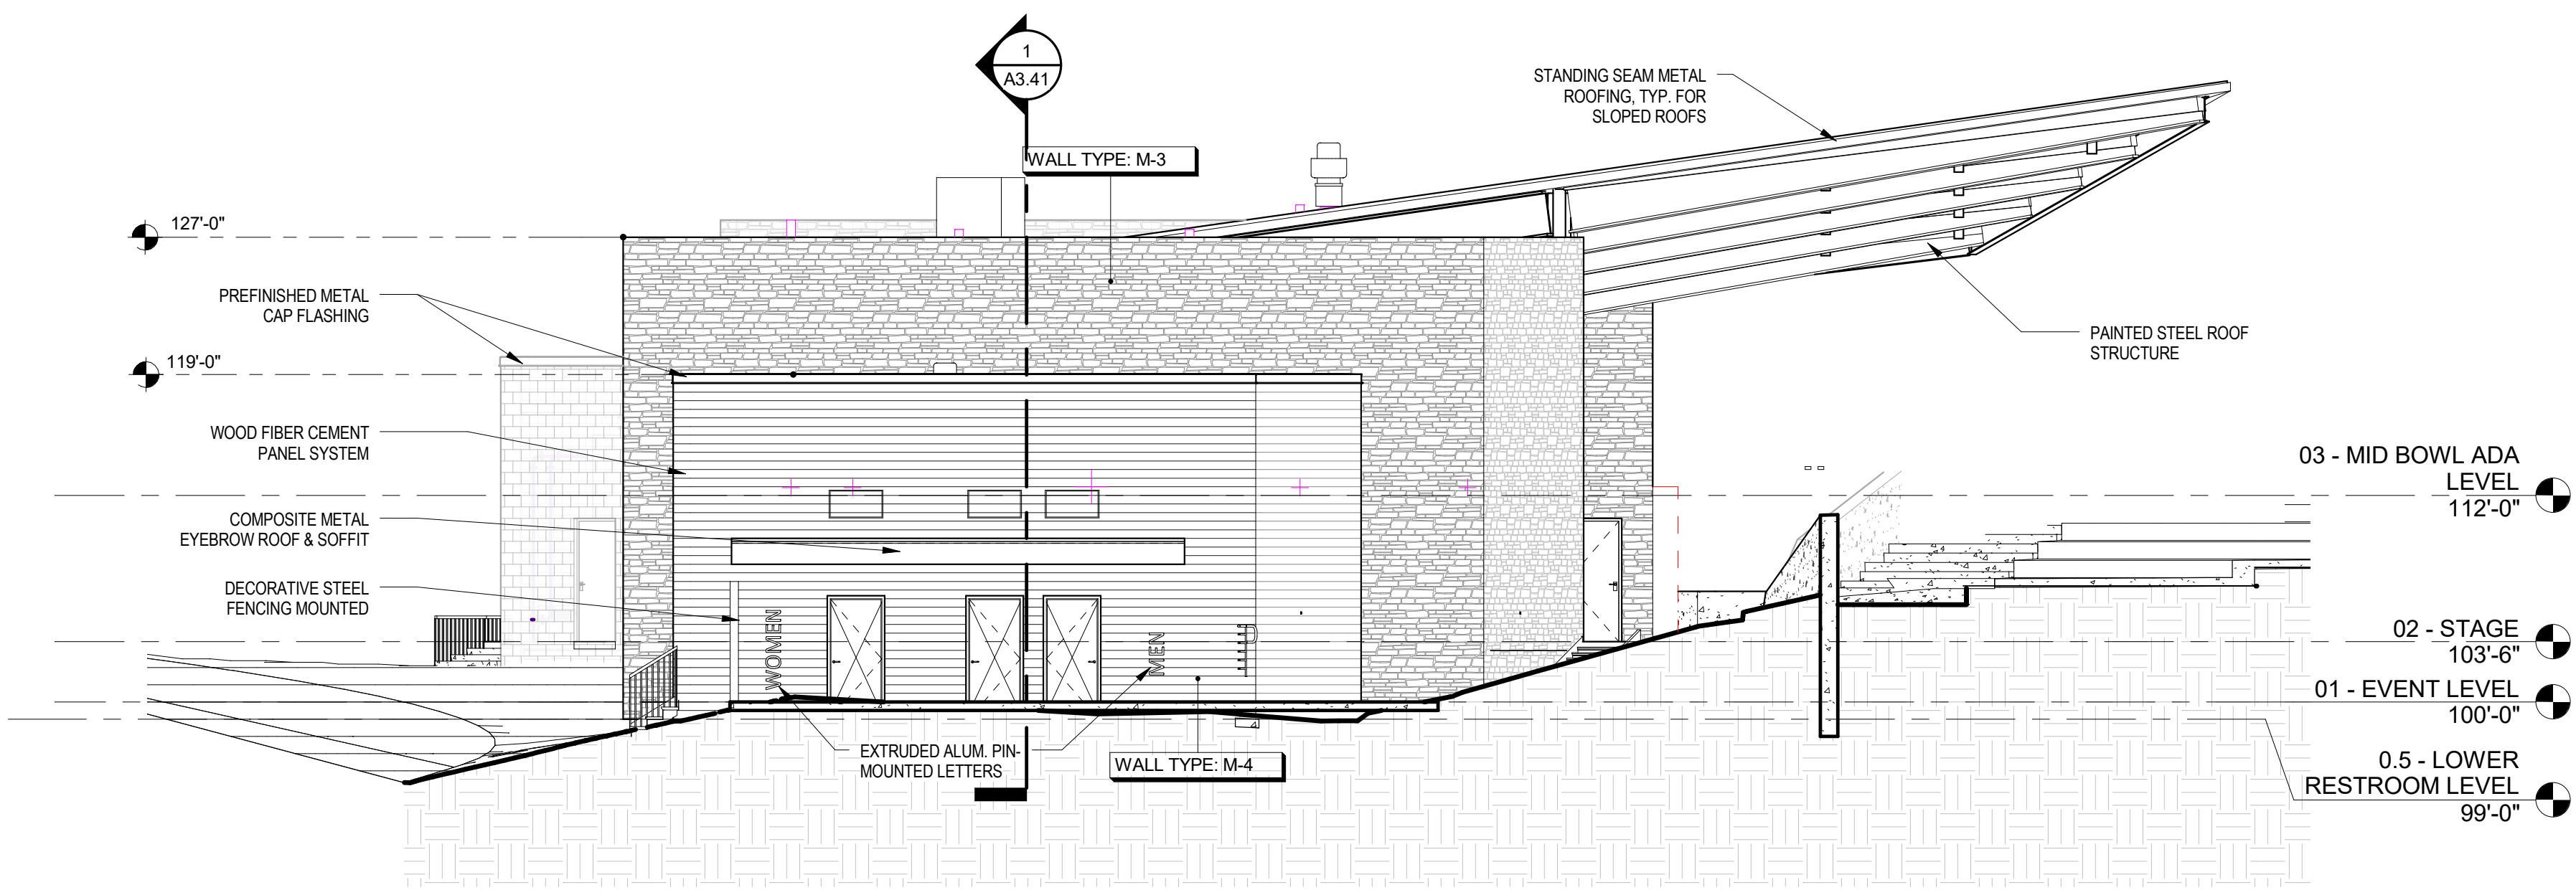 1
A3.41
STANDING SEAM METAL
ROOFING, TYP. FOR
SLOPED ROOFS
WALL TYPE: M-3
127'-0"
PREFINISHED METAL
CAP FLASHING
PAINTED STEEL ROOF
STRUCTURE
119'-0"
WOOD FIBER CEMENT
PANEL SYSTEM
03 - MID BOWL ADA
LEVEL
112'-0"
COMPOSITE METAL
EYEBROW ROOF & SOFFIT
DECORATIVE STEEL
FENCING MOUNTED
WOMEN
MEN
02 - STAGE
103'-6"
01 - EVENT LEVEL
100'-0"
EXTRUDED ALUM. PIN-
MOUNTED LETTERS
WALL TYPE: M-4
0.5 - LOWER
RESTROOM LEVEL
99'-0"